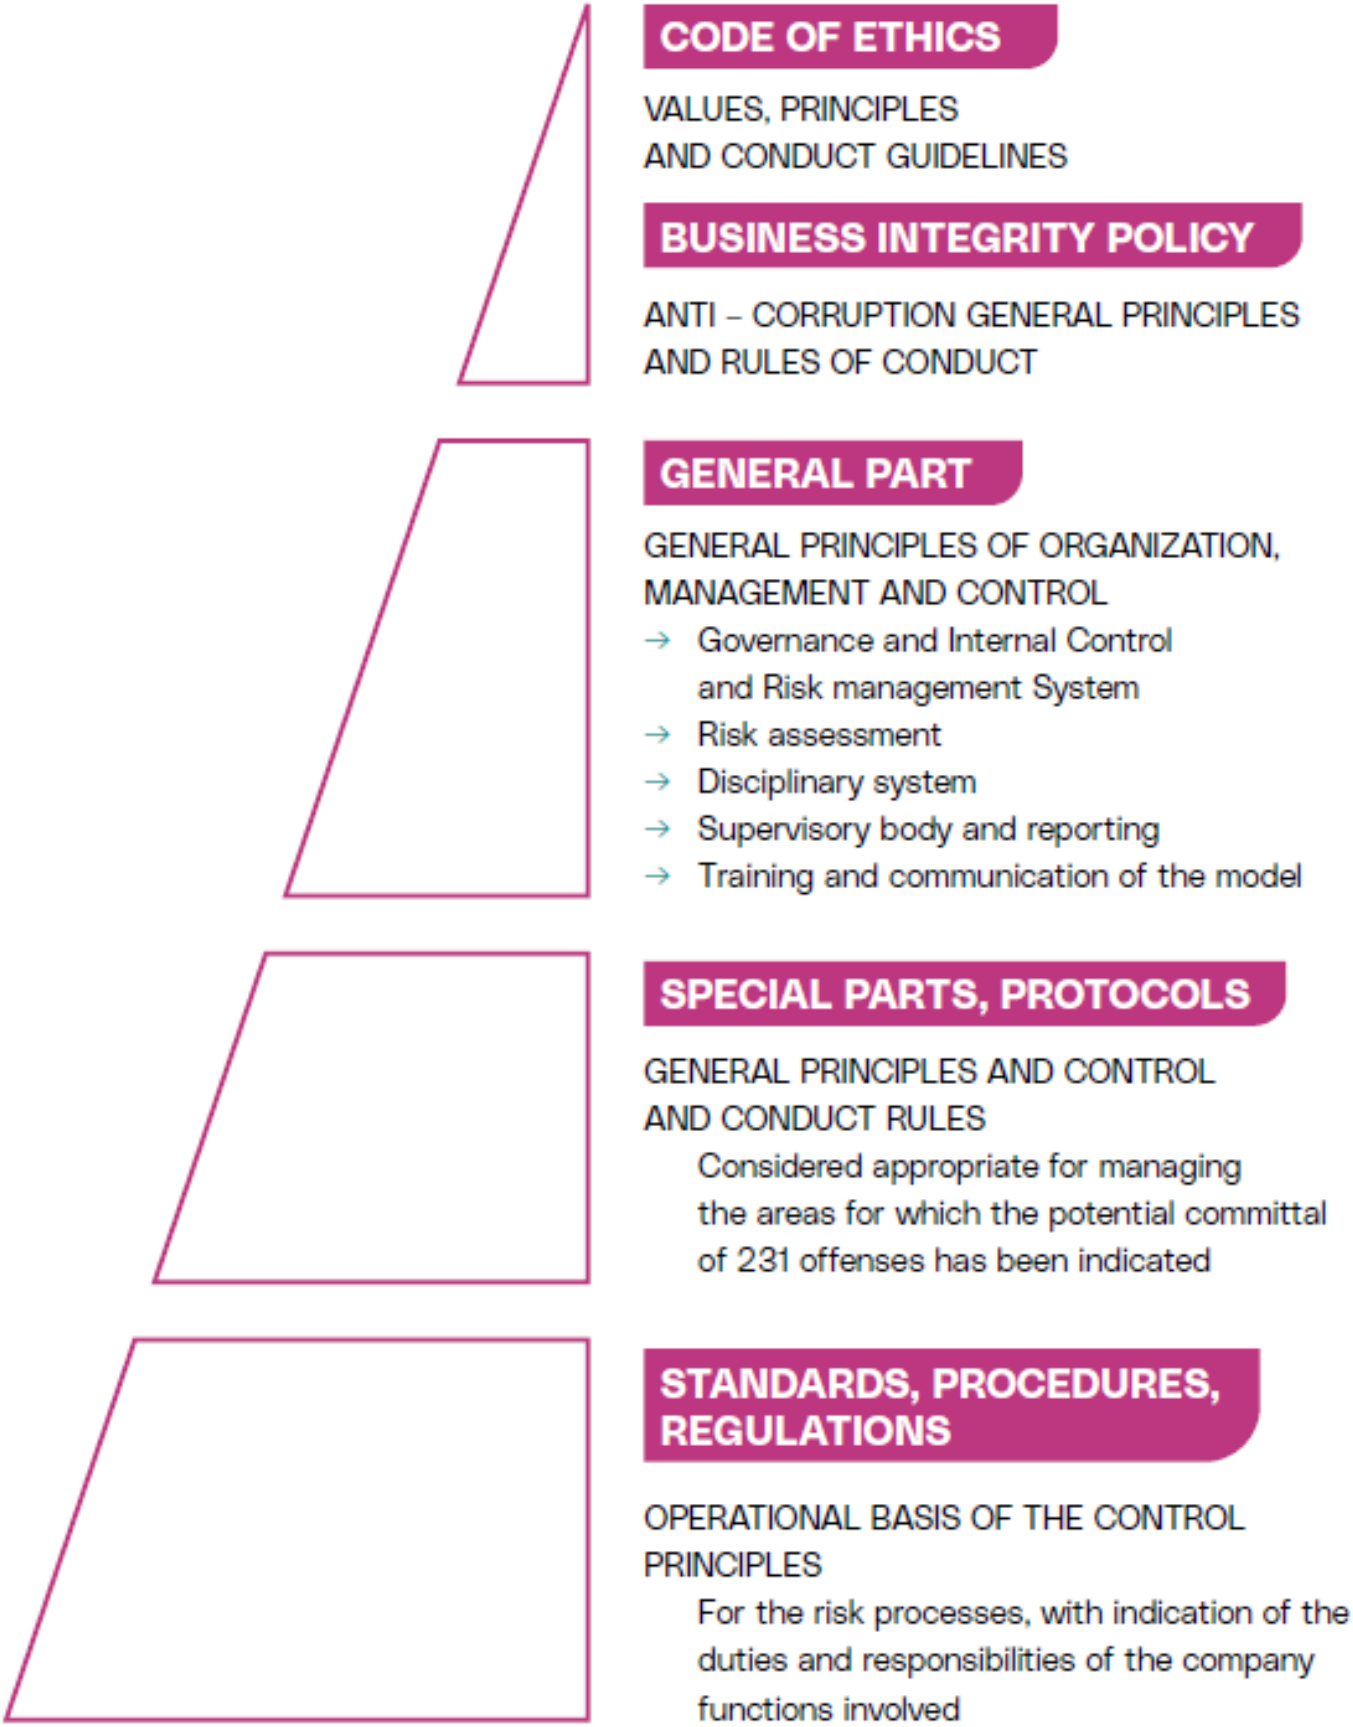 CODE OF ETHICS
VALUES, PRINCIPLES
AND CONDUCT GUIDELINES
BUSINESS INTEGRITY POLICY
ANTI – CORRUPTION GENERAL PRINCIPLES
AND RULES OF CONDUCT
GENERAL PART
GENERAL PRINCIPLES OF ORGANIZATION,
MANAGEMENT AND CONTROL
→ Governance and Internal Control
and Risk management System
→ Risk assessment
→ Disciplinary system
→ Supervisory body and reporting
→ Training and communication of the model
SPECIAL PARTS, PROTOCOLS
GENERAL PRINCIPLES AND CONTROL
AND CONDUCT RULES
Considered appropriate for managing
the areas for which the potential committal
of 231 offenses has been indicated
STANDARDS, PROCEDURES,
REGULATIONS
OPERATIONAL BASIS OF THE CONTROL
PRINCIPLES
For the risk processes, with indication of the
duties and responsibilities of the company
functions involved